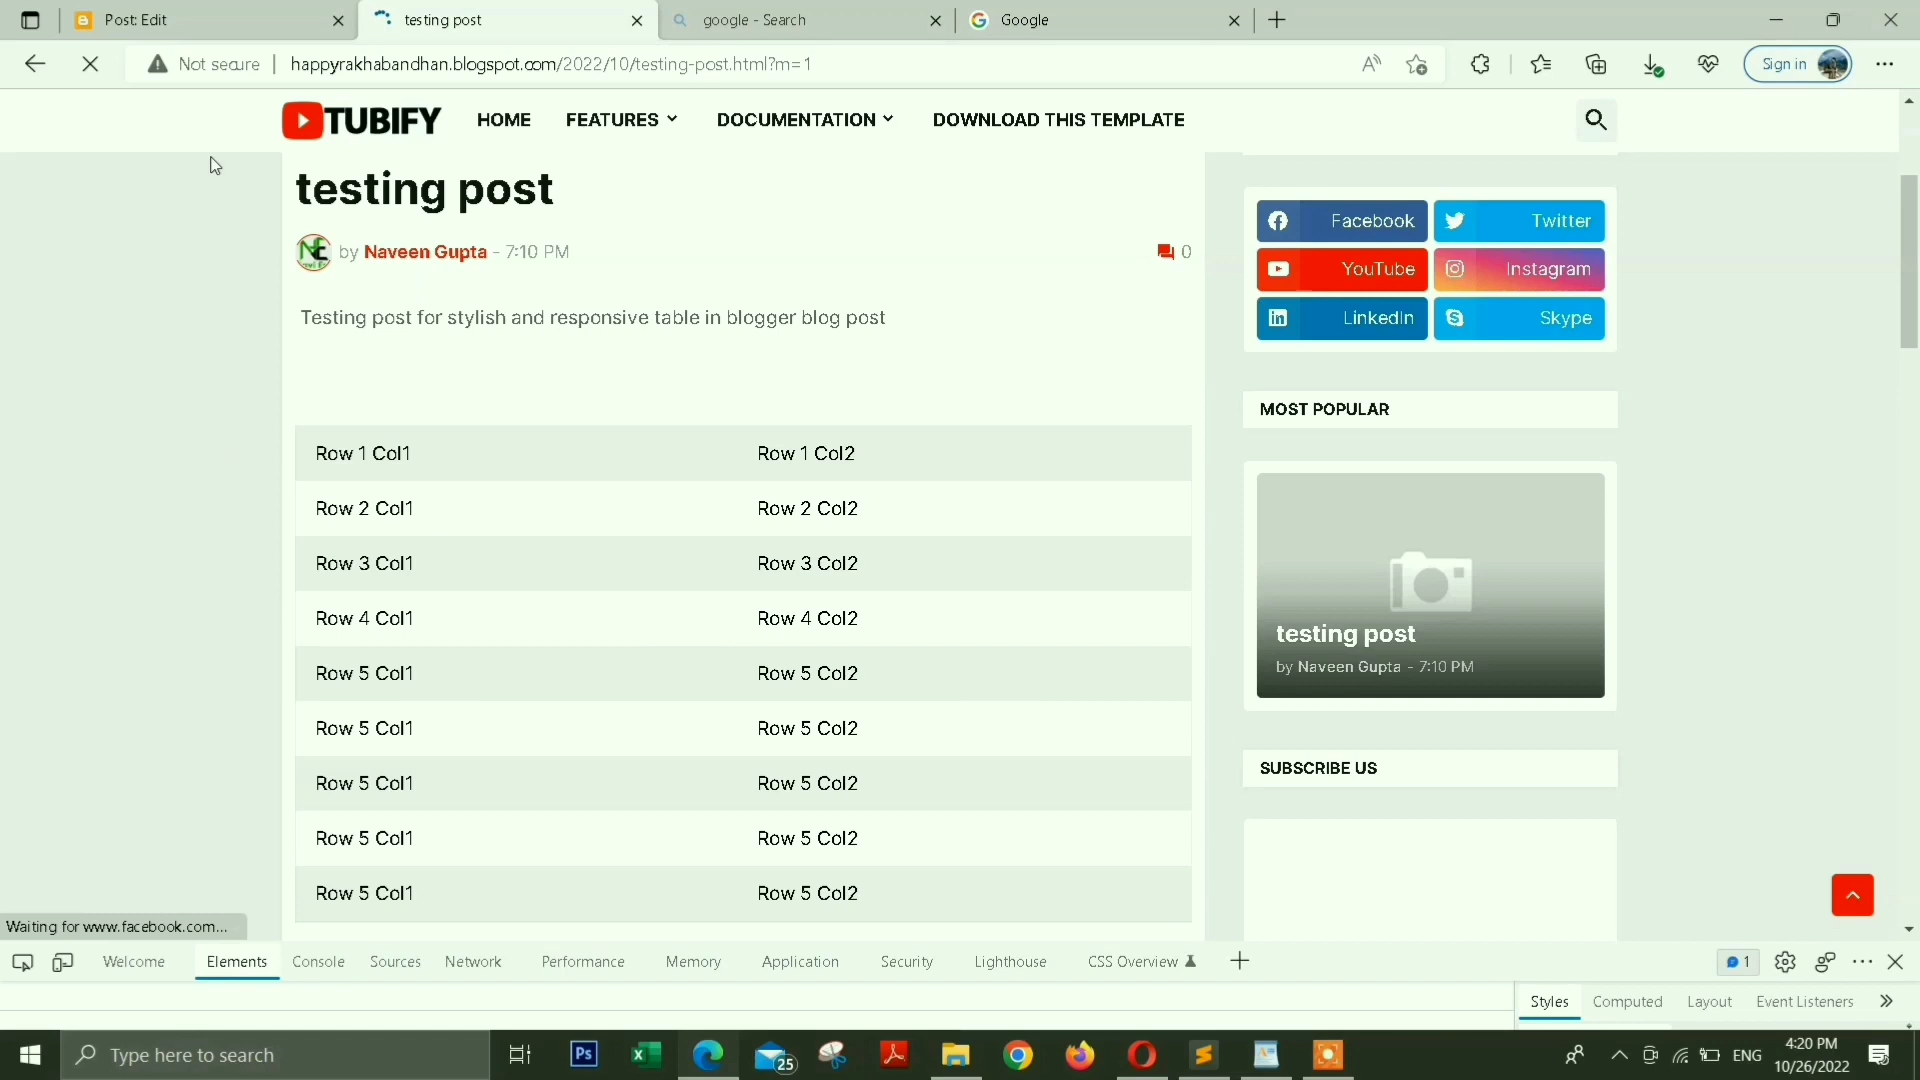 Post: Edit
testing post
google - Search
Google
Not secure
happyrakhabandhan.blogspot.com/2022/10/testing-post.html?m=1
Sign in
TUBIFY
HOME
FEATURES
DOCUMENTATION
DOWNLOAD THIS TEMPLATE
testing post
by Naveen Gupta - 7:10 PM
0
Testing post for stylish and responsive table in blogger blog post
Row 1 Col1 Row 1 Col2
Row 2 Col1 Row 2 Col2
Row 3 Col1 Row 3 Col2
Row 4 Col1 Row 4 Col2
Row 5 Col1 Row 5 Col2
Row 5 Col1 Row 5 Col2
Row 5 Col1 Row 5 Col2
Row 5 Col1 Row 5 Col2
Row 5 Col1 Row 5 Col2
Facebook Twitter
YouTube Instagram
LinkedIn Skype
MOST POPULAR
testing post
by Naveen Gupta - 7:10 PM
SUBSCRIBE US
Waiting for www.facebook.com...
Welcome Elements Console Sources Network Performance Memory Application Security Lighthouse CSS Overview
1
Styles Computed Layout Event Listeners
Type here to search
Ps
25
ENG
4:20 PM
10/26/2022